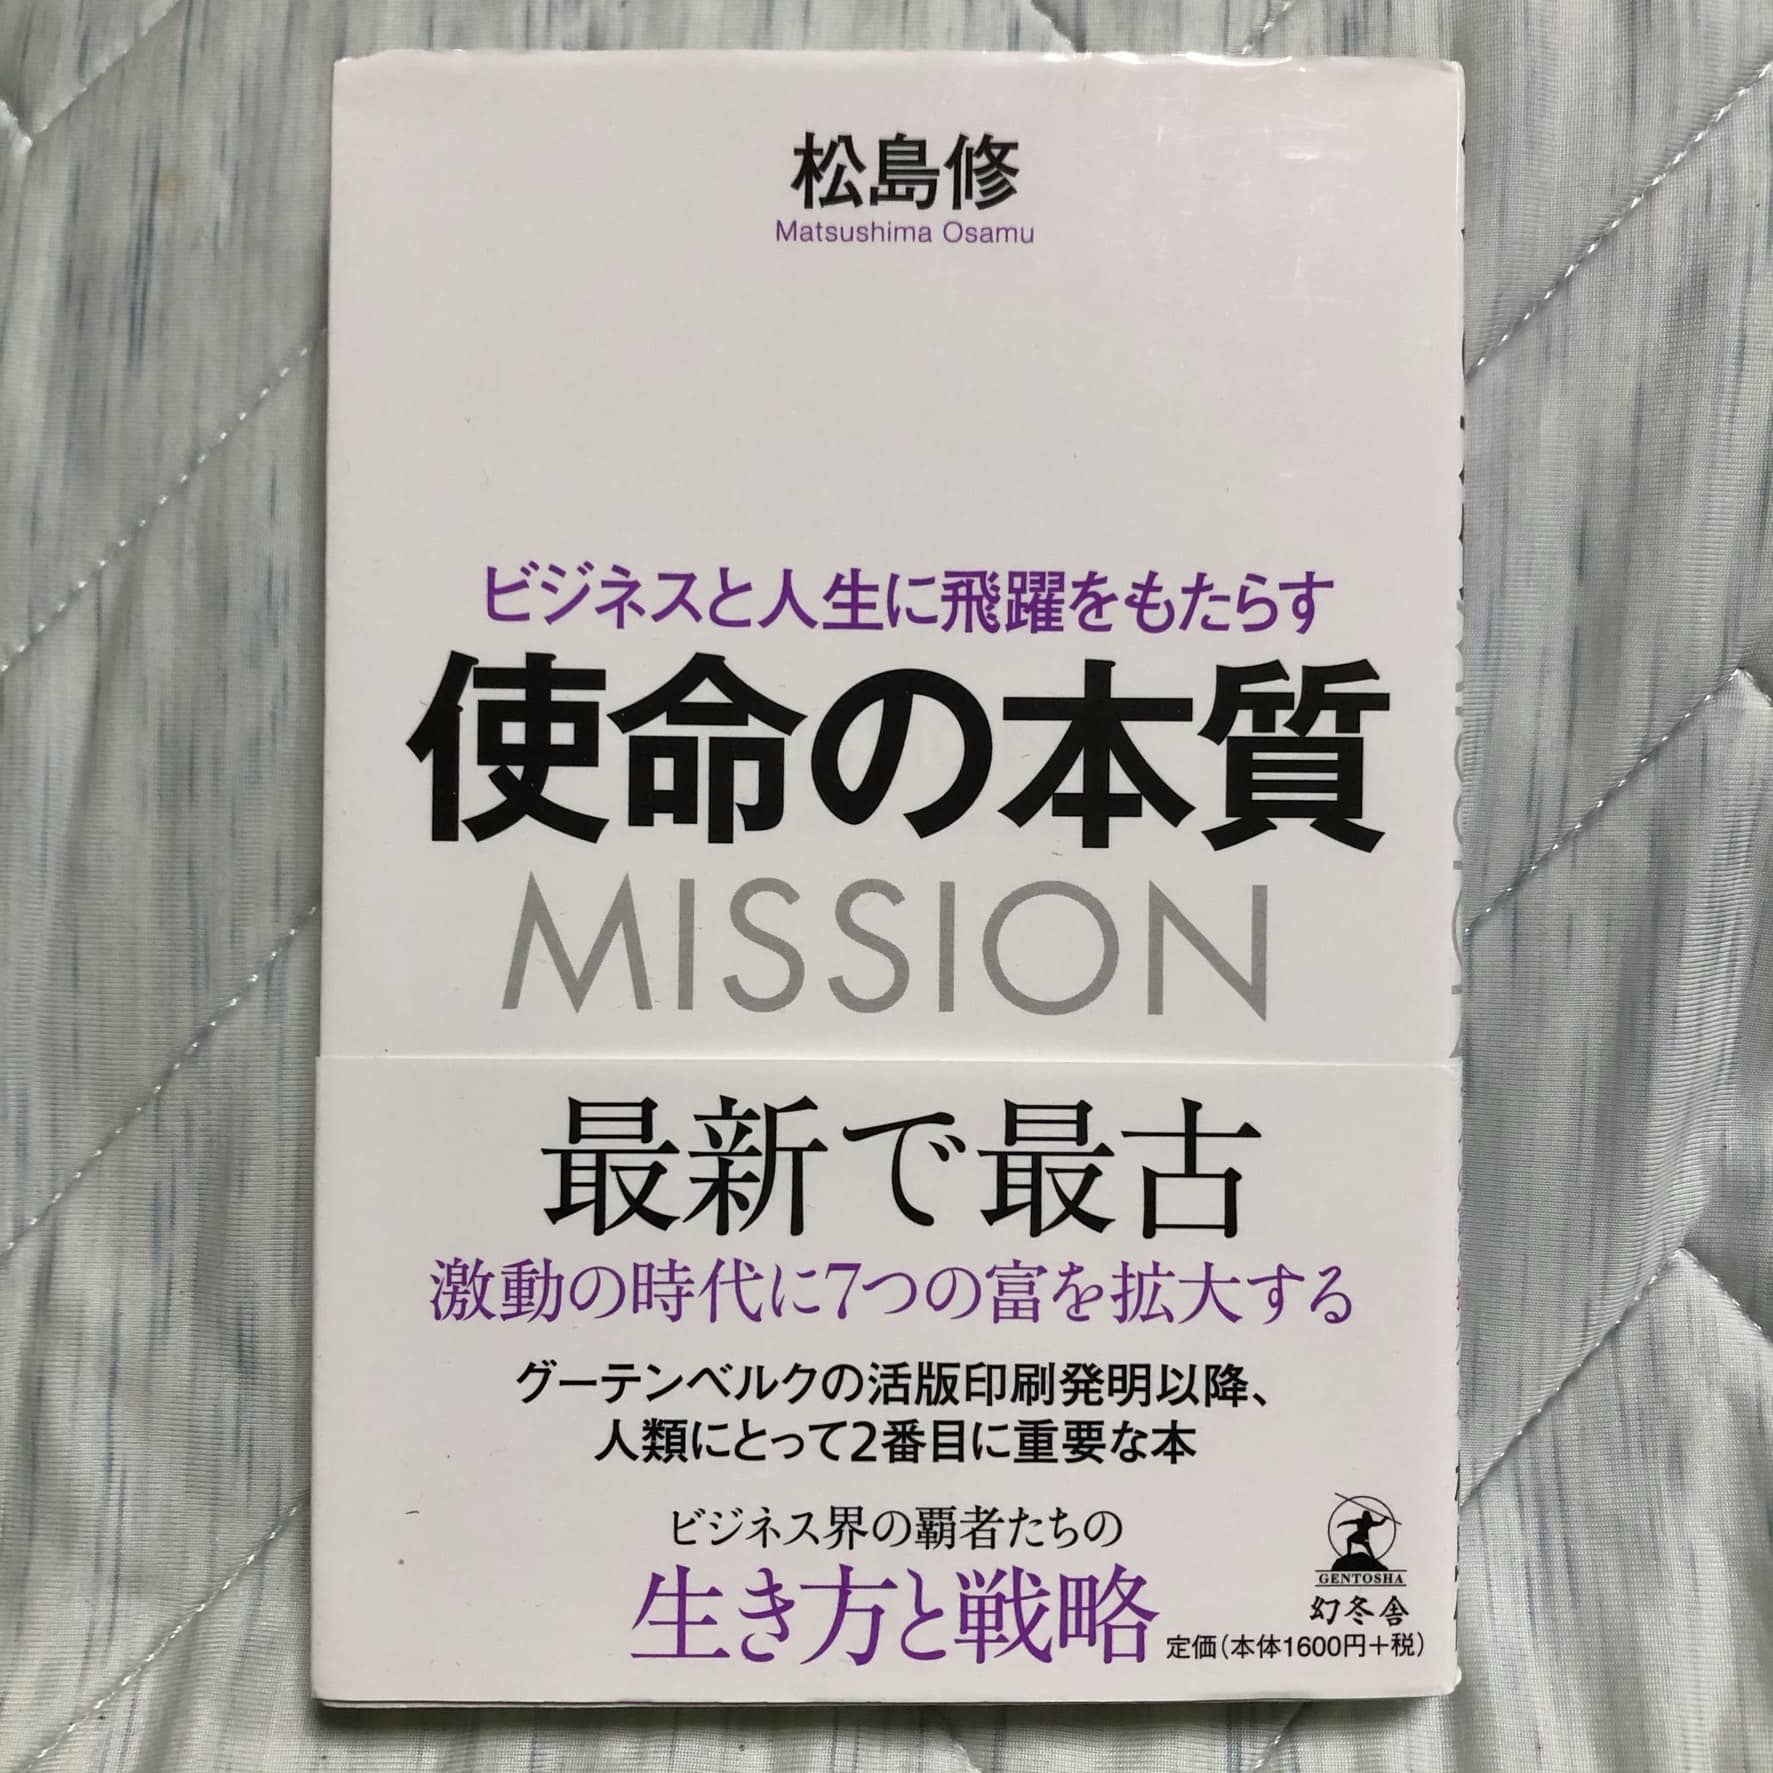 松島修
Matsushima Osamu
ビジネスと人生に飛躍をもたらす
使命の本質
MISSION
最新で最古
激動の時代に7つの富を拡大する
グーテンベルクの活版印刷発明以降、
人類にとって2番目に重要な本
ビジネス界の覇者たちの
生き方と戦略
GENTOSHA
幻冬舎
定価(本体1600円+税)